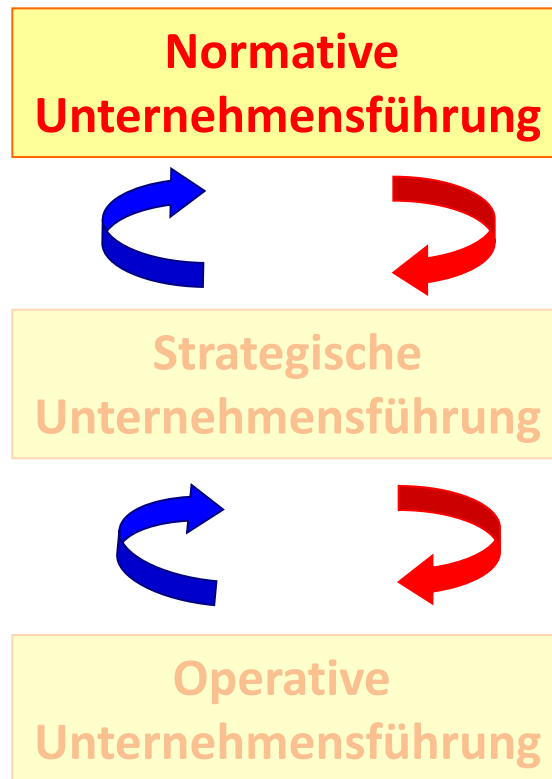 Normative
Unternehmensführung
Strategische
Unternehmensführung
Operative
Unternehmensführung